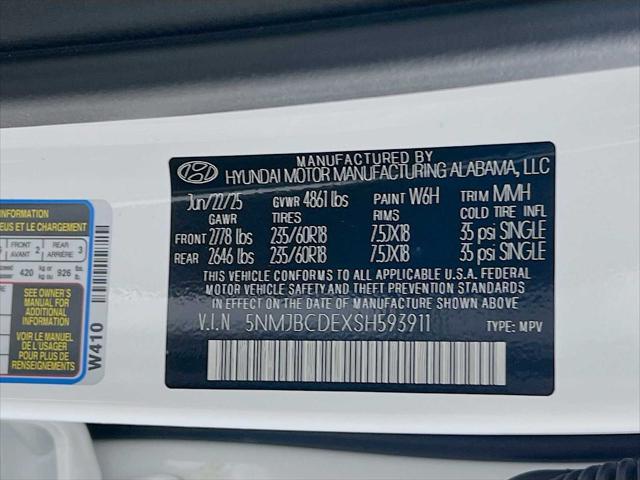 MANUFACTURED BY
HYUNDAI MOTOR MANUFACTURING ALABAMA, LLC
Jun/22/25 GVWR 4861 lbs PAINT W6H TRIM MMH
GAWR TIRES RIMS COLD TIRE INFL
FRONT 2778 lbs 235/60R18 7.5JX18 35 psi SINGLE
REAR 2646 lbs 235/60R18 7.5JX18 35 psi SINGLE
THIS VEHICLE CONFORMS TO ALL APPLICABLE U.S.A. FEDERAL
MOTOR VEHICLE SAFETY, THEFT PREVENTION STANDARDS
IN EFFECT ON THE DATE OF MANUFACTURE SHOWN ABOVE.
V.I.N 5NMJBCDEXSH593911 TYPE: MPV
INFORMATION
EUS ET LE CHARGEMENT
FRONT AVANT 2 REAR ARRIÈRE 3
420 kg ou 926 lbs.
SEE OWNER'S
MANUAL FOR
ADDITIONAL
INFORMATION
VOIR LE MANUEL
DE L'USAGER
POUR PLUS DE
RENSEIGNEMENTS
W410